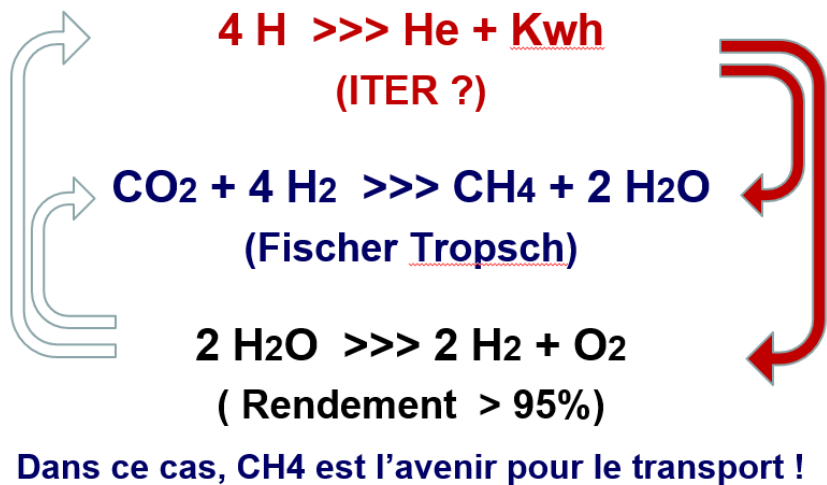 4 H >>> He + Kwh
(ITER ?)
CO2 + 4 H2 >>> CH4 + 2 H2O
(Fischer Tropsch)
2 H2O >>> 2 H2 + O2
( Rendement > 95%)
Dans ce cas, CH4 est l’avenir pour le transport !